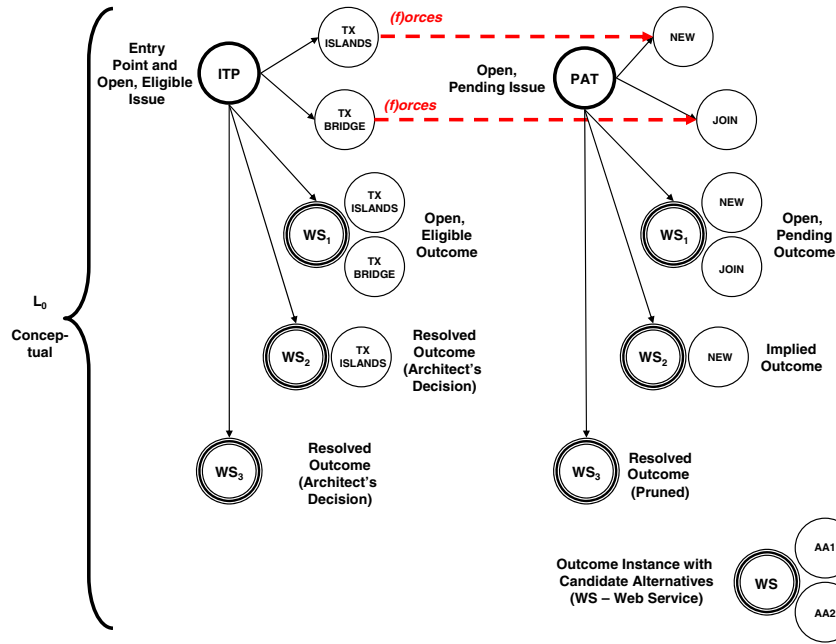 Entry
Point and
Open, Eligible
Issue
ITP
TX
ISLANDS
(f)orces
TX
BRIDGE
(f)orces
Open,
Pending Issue
PAT
NEW
JOIN
WS1
TX
ISLANDS
TX
BRIDGE
Open,
Eligible
Outcome
WS1
NEW
JOIN
Open,
Pending
Outcome
L0
Concep-
tual
WS2
TX
ISLANDS
Resolved
Outcome
(Architect's
Decision)
WS2
NEW
Implied
Outcome
WS3
Resolved
Outcome
(Architect's
Decision)
WS3
Resolved
Outcome
(Pruned)
Outcome Instance with
Candidate Alternatives
(WS – Web Service)
WS
AA1
AA2